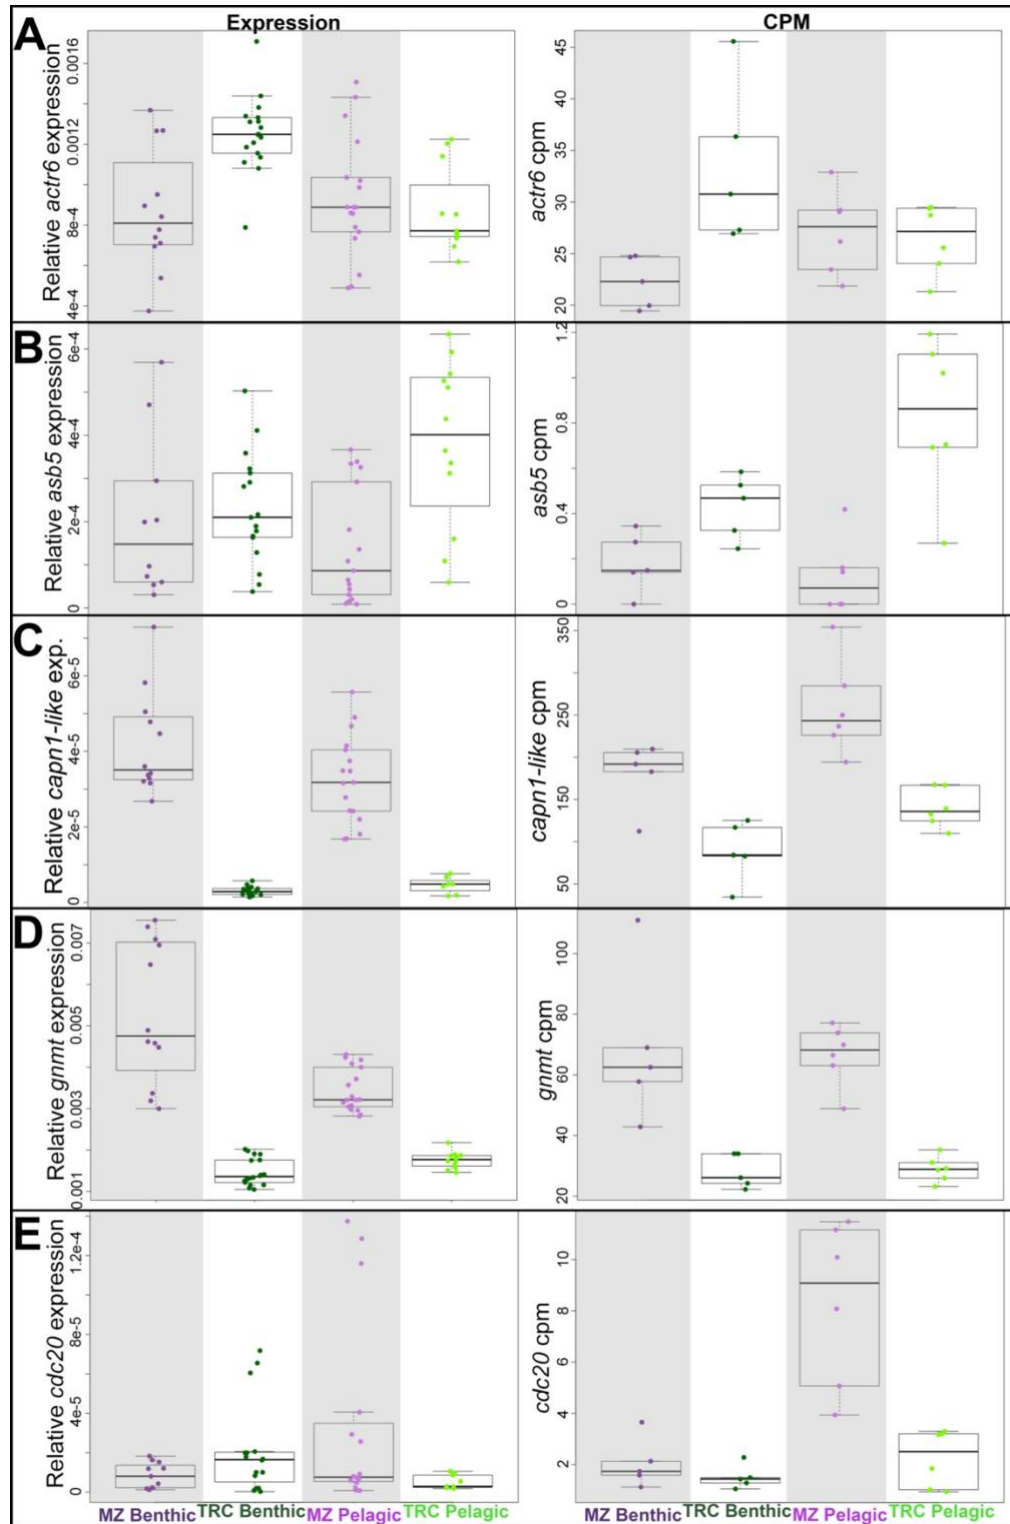 Expression
CPM
A
Relative actr6 expression
0.0016
0.0012
8e-4
4e-4
actr6 cpm
45
40
35
30
25
20
B
Relative asb5 expression
6e-4
4e-4
2e-4
0
asb5 cpm
1.2
0.8
0.4
0
C
Relative capn1-like exp.
6e-5
4e-5
2e-5
0
capn1-like cpm
350
250
150
50
D
Relative gnmt expression
0.007
0.005
0.003
0.001
gnmt cpm
100
80
60
40
20
E
Relative cdc20 expression
1.2e-4
8e-5
4e-5
0
cdc20 cpm
10
8
6
4
2
MZ Benthic TRC Benthic MZ Pelagic TRC Pelagic
MZ Benthic TRC Benthic MZ Pelagic TRC Pelagic